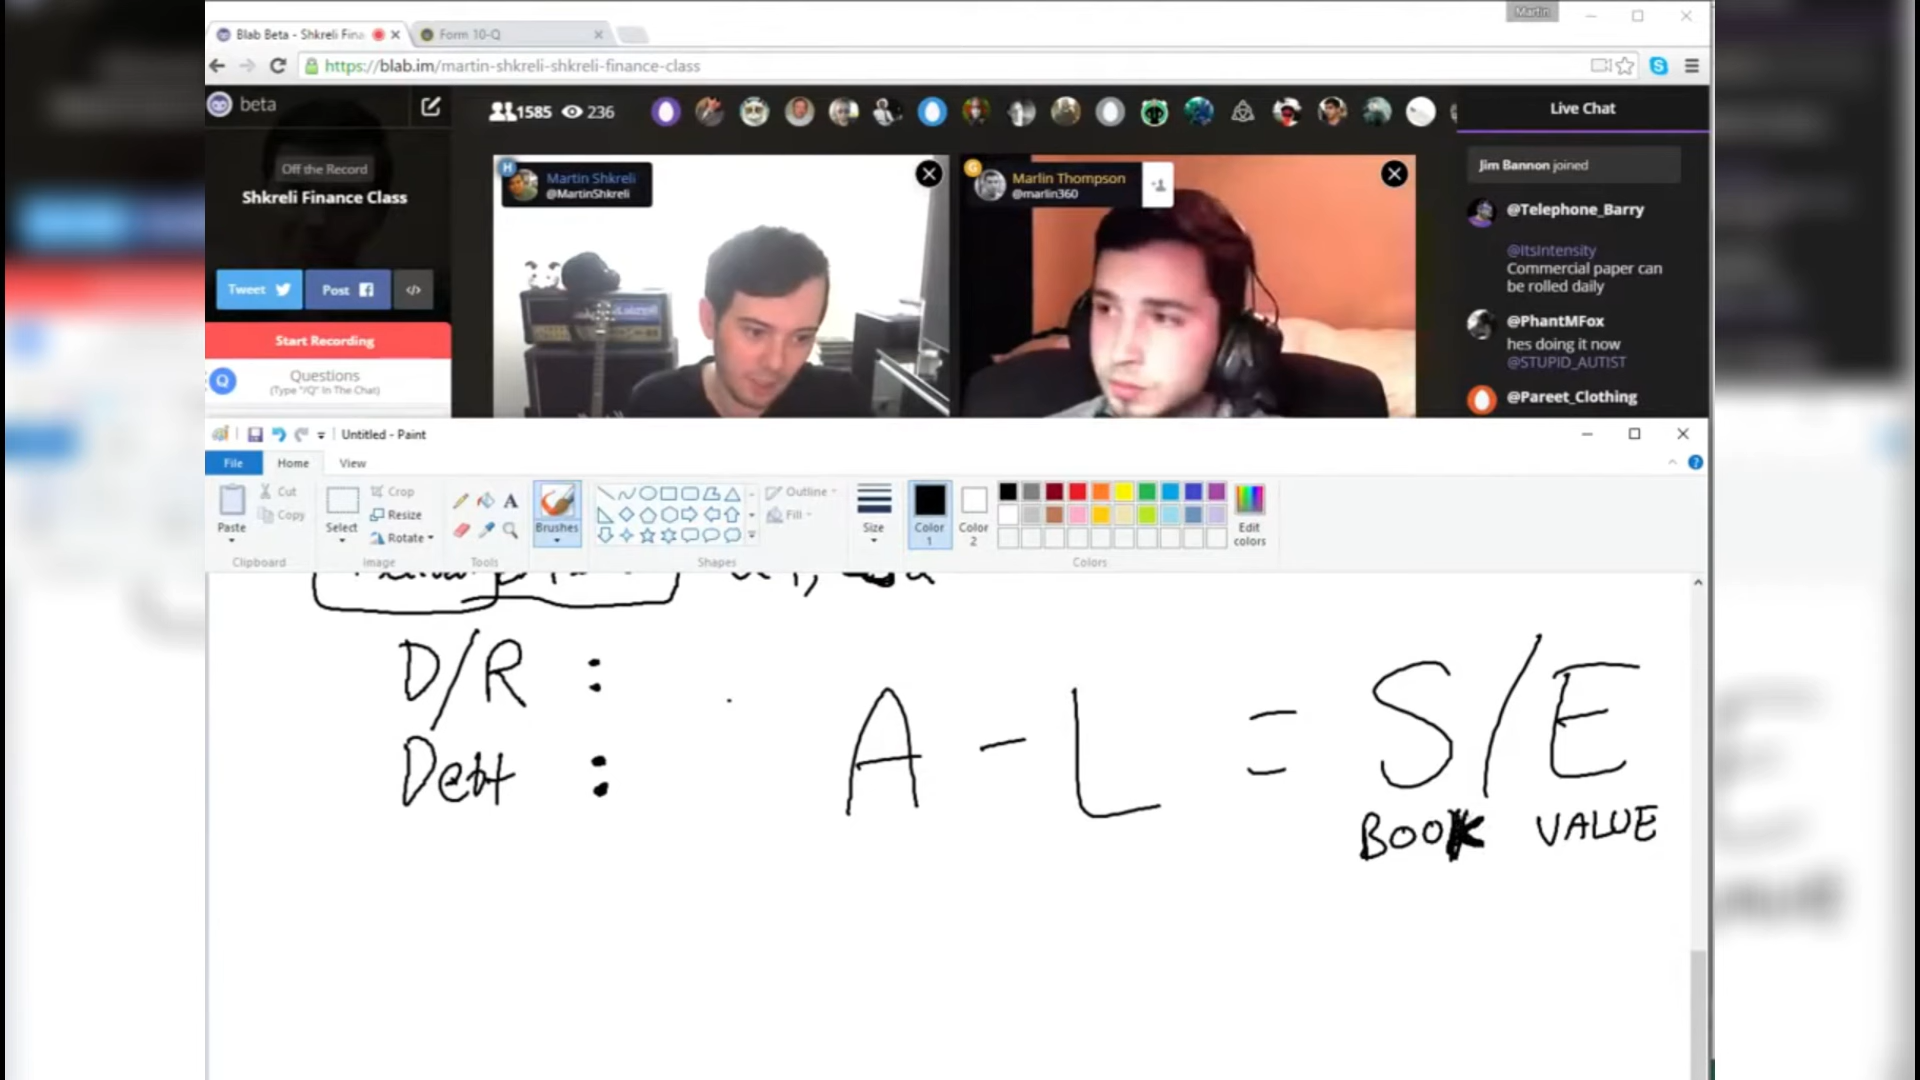 Martin
Blab Beta - Shkreli Fina
Form 10-Q
https://blab.im/martin-shkreli-shkreli-finance-class
beta
1585
236
Live Chat
Off the Record
Shkreli Finance Class
Tweet
Post
</>
Start Recording
Q
Questions
(Type "/Q" In The Chat)
H
Martin Shkreli
@MartinShkreli
G
Marlin Thompson
@marlin360
+1
Jim Bannon joined
@Telephone_Barry
@ItsIntensity
Commercial paper can
be rolled daily
@PhantMFox
hes doing it now
@STUPID_AUTIST
@Pareet_Clothing
Untitled - Paint
File Home View
Paste
Cut
Copy
Clipboard
Select
Crop
Resize
Rotate
Image
A
Tools
Brushes
Outline
Fill
Shapes
Size
Color
1
Color
2
Edit
colors
Colors
D/R :
Debt :
A - L = S/E
BOOK VALUE